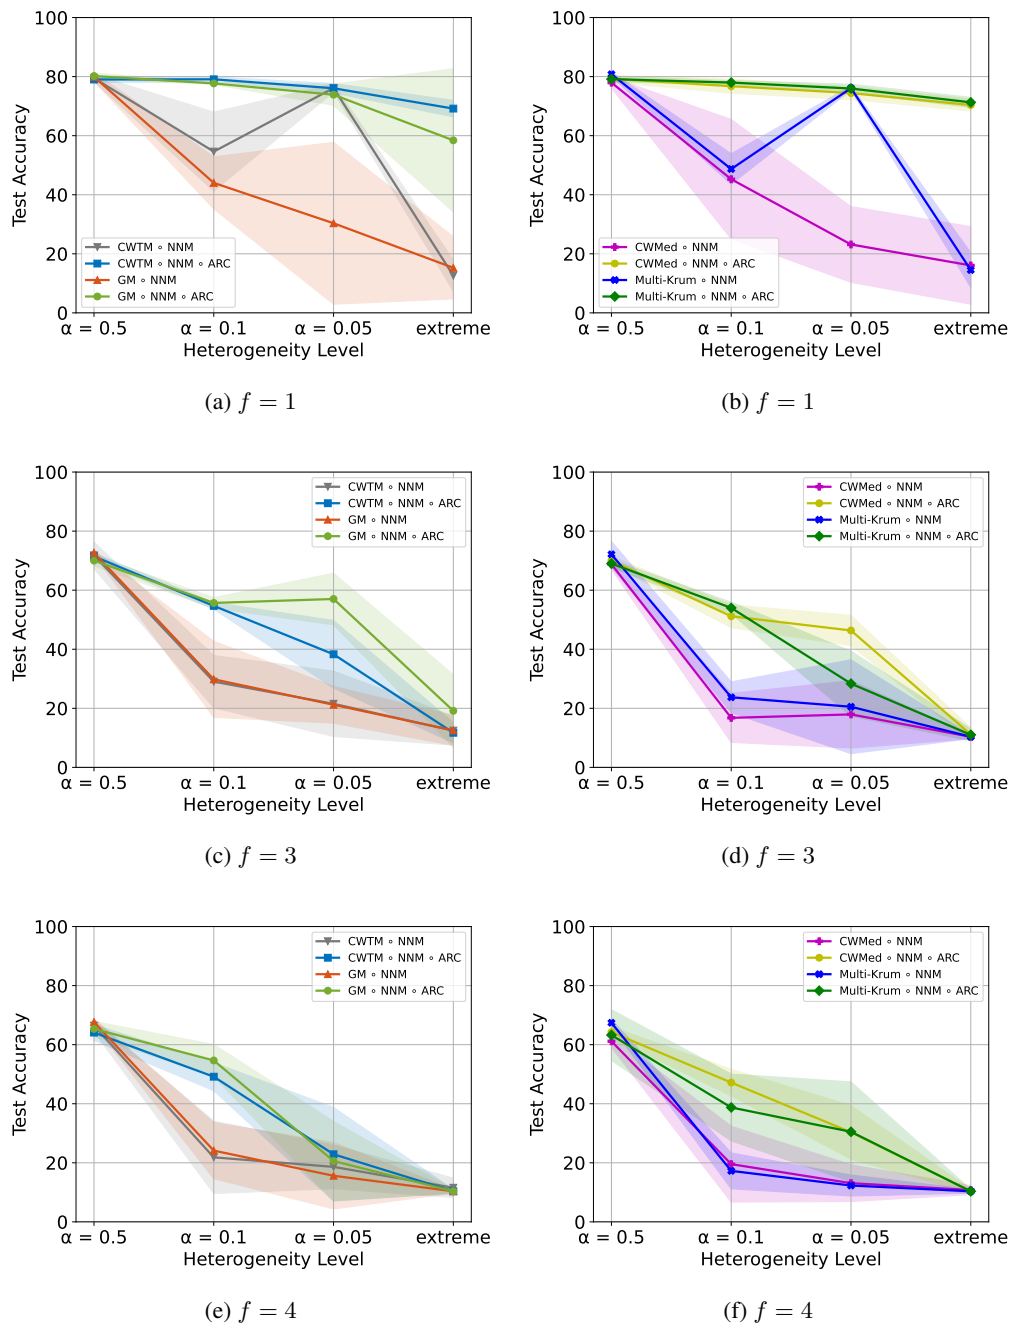 100
80
60
40
20
0
Test Accuracy
CWTM ∘ NNM
CWTM ∘ NNM ∘ ARC
GM ∘ NNM
GM ∘ NNM ∘ ARC
α = 0.5 α = 0.1 α = 0.05 extreme
Heterogeneity Level
(a) f = 1
100
80
60
40
20
0
Test Accuracy
CWMed ∘ NNM
CWMed ∘ NNM ∘ ARC
Multi-Krum ∘ NNM
Multi-Krum ∘ NNM ∘ ARC
α = 0.5 α = 0.1 α = 0.05 extreme
Heterogeneity Level
(b) f = 1
100
80
60
40
20
0
Test Accuracy
CWTM ∘ NNM
CWTM ∘ NNM ∘ ARC
GM ∘ NNM
GM ∘ NNM ∘ ARC
α = 0.5 α = 0.1 α = 0.05 extreme
Heterogeneity Level
(c) f = 3
100
80
60
40
20
0
Test Accuracy
CWMed ∘ NNM
CWMed ∘ NNM ∘ ARC
Multi-Krum ∘ NNM
Multi-Krum ∘ NNM ∘ ARC
α = 0.5 α = 0.1 α = 0.05 extreme
Heterogeneity Level
(d) f = 3
100
80
60
40
20
0
Test Accuracy
CWTM ∘ NNM
CWTM ∘ NNM ∘ ARC
GM ∘ NNM
GM ∘ NNM ∘ ARC
α = 0.5 α = 0.1 α = 0.05 extreme
Heterogeneity Level
(e) f = 4
100
80
60
40
20
0
Test Accuracy
CWMed ∘ NNM
CWMed ∘ NNM ∘ ARC
Multi-Krum ∘ NNM
Multi-Krum ∘ NNM ∘ ARC
α = 0.5 α = 0.1 α = 0.05 extreme
Heterogeneity Level
(f) f = 4